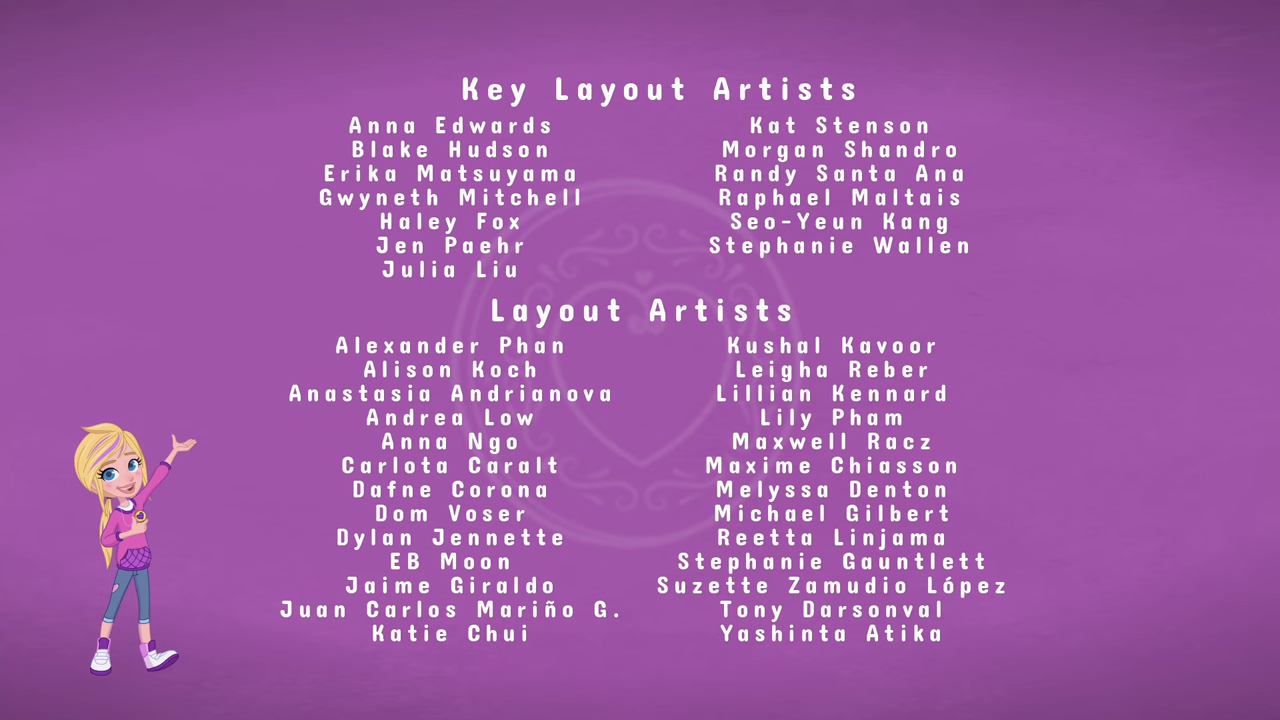 Key Layout Artists
Anna Edwards
Blake Hudson
Erika Matsuyama
Gwyneth Mitchell
Haley Fox
Jen Paehr
Julia Liu
Kat Stenson
Morgan Shandro
Randy Santa Ana
Raphael Maltais
Seo-Yeun Kang
Stephanie Wallen
Layout Artists
Alexander Phan
Alison Koch
Anastasia Andrianova
Andrea Low
Anna Ngo
Carlota Caralt
Dafne Corona
Dom Voser
Dylan Jennette
EB Moon
Jaime Giraldo
Juan Carlos Mariño G.
Katie Chui
Kushal Kavoor
Leigha Reber
Lillian Kennard
Lily Pham
Maxwell Racz
Maxime Chiasson
Melyssa Denton
Michael Gilbert
Reetta Linjama
Stephanie Gauntlett
Suzette Zamudio López
Tony Darsonval
Yashinta Atika